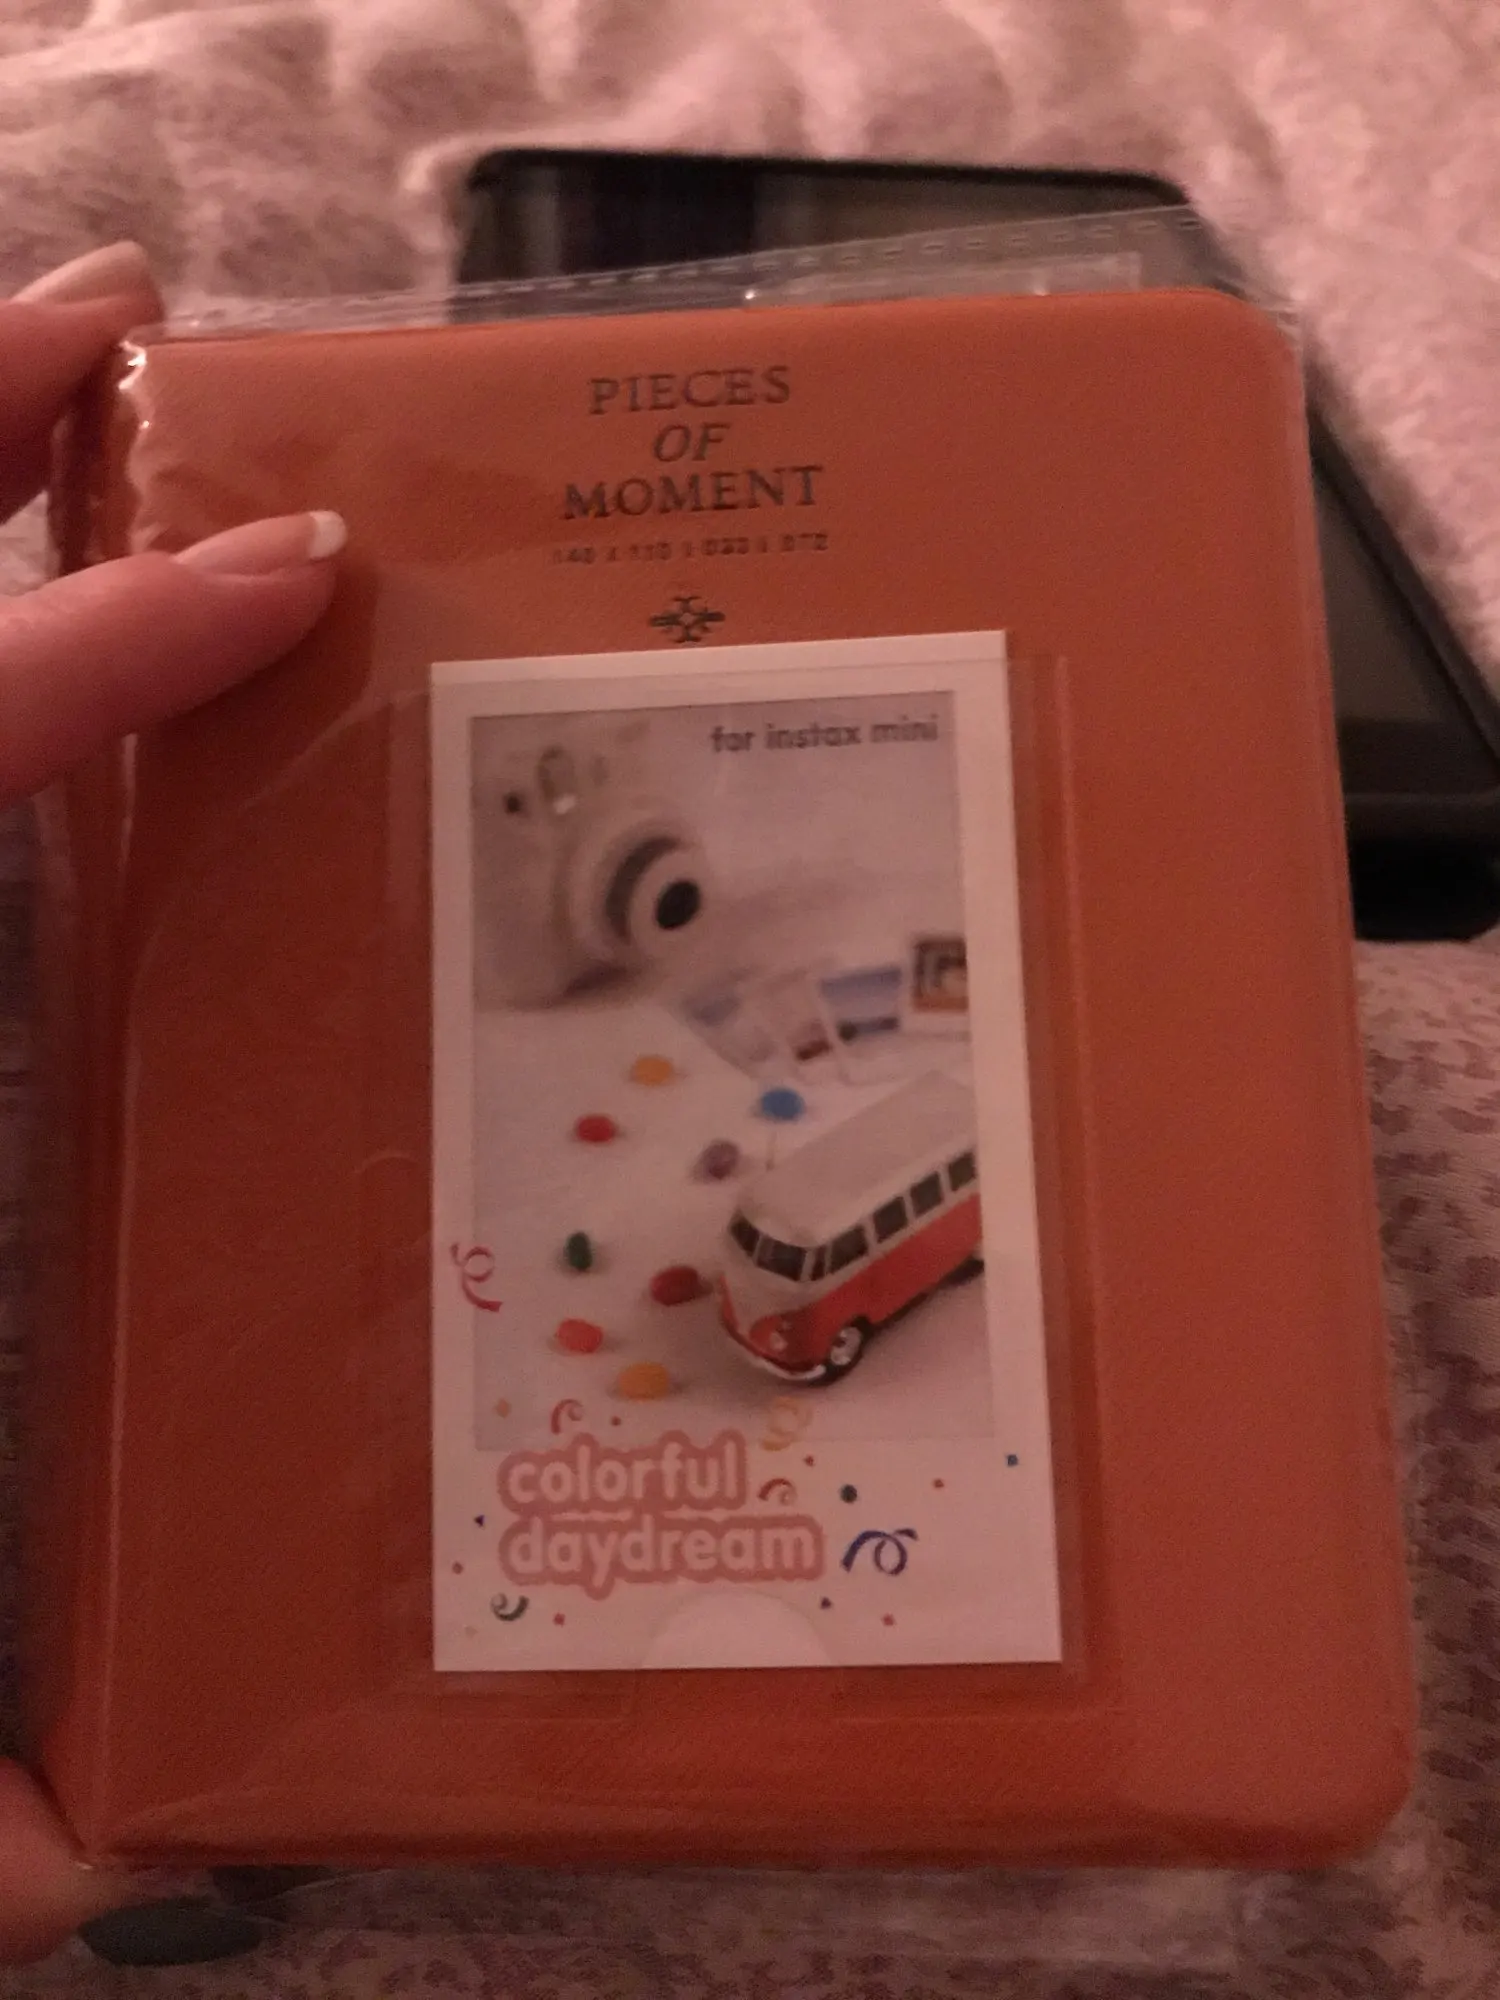 PIECES
OF
MOMENT
for instax mini
colorful
daydream